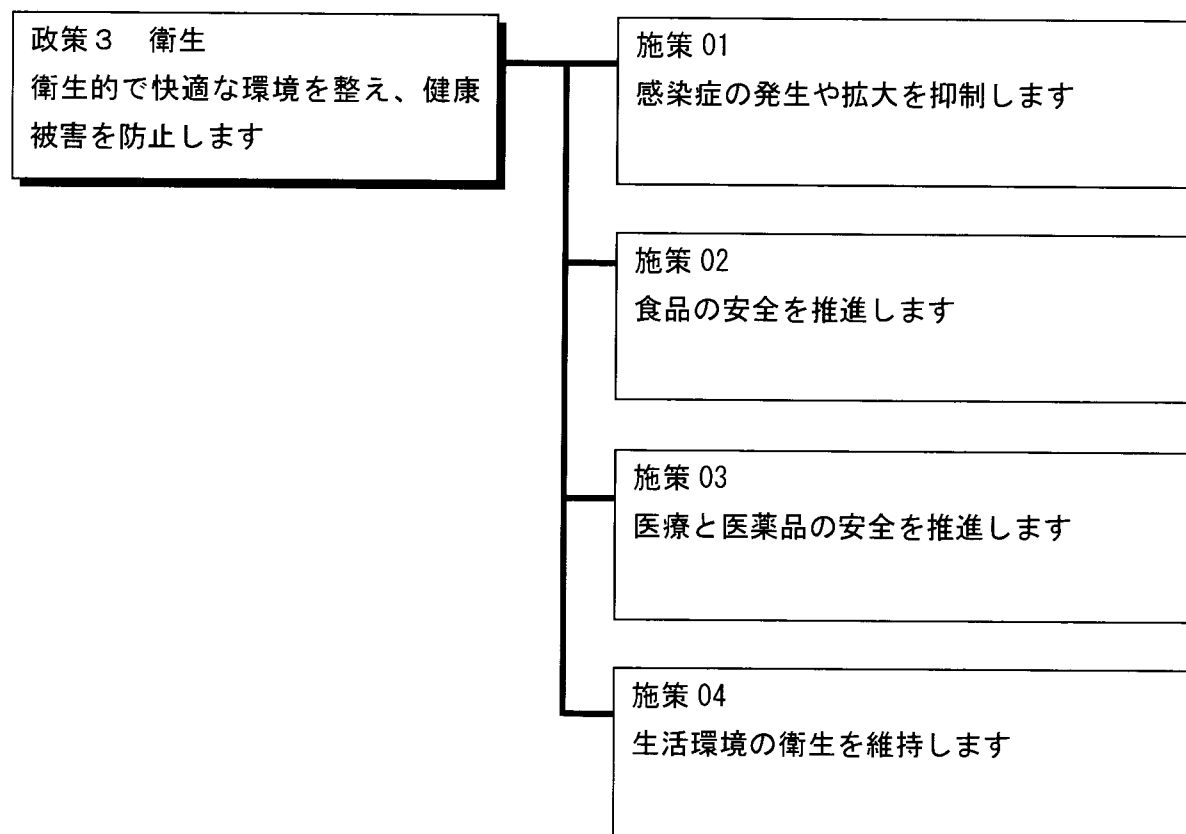 政策３　衛生
衛生的で快適な環境を整え、健康
被害を防止します
施策 01
感染症の発生や拡大を抑制します
施策 02
食品の安全を推進します
施策 03
医療と医薬品の安全を推進します
施策 04
生活環境の衛生を維持します